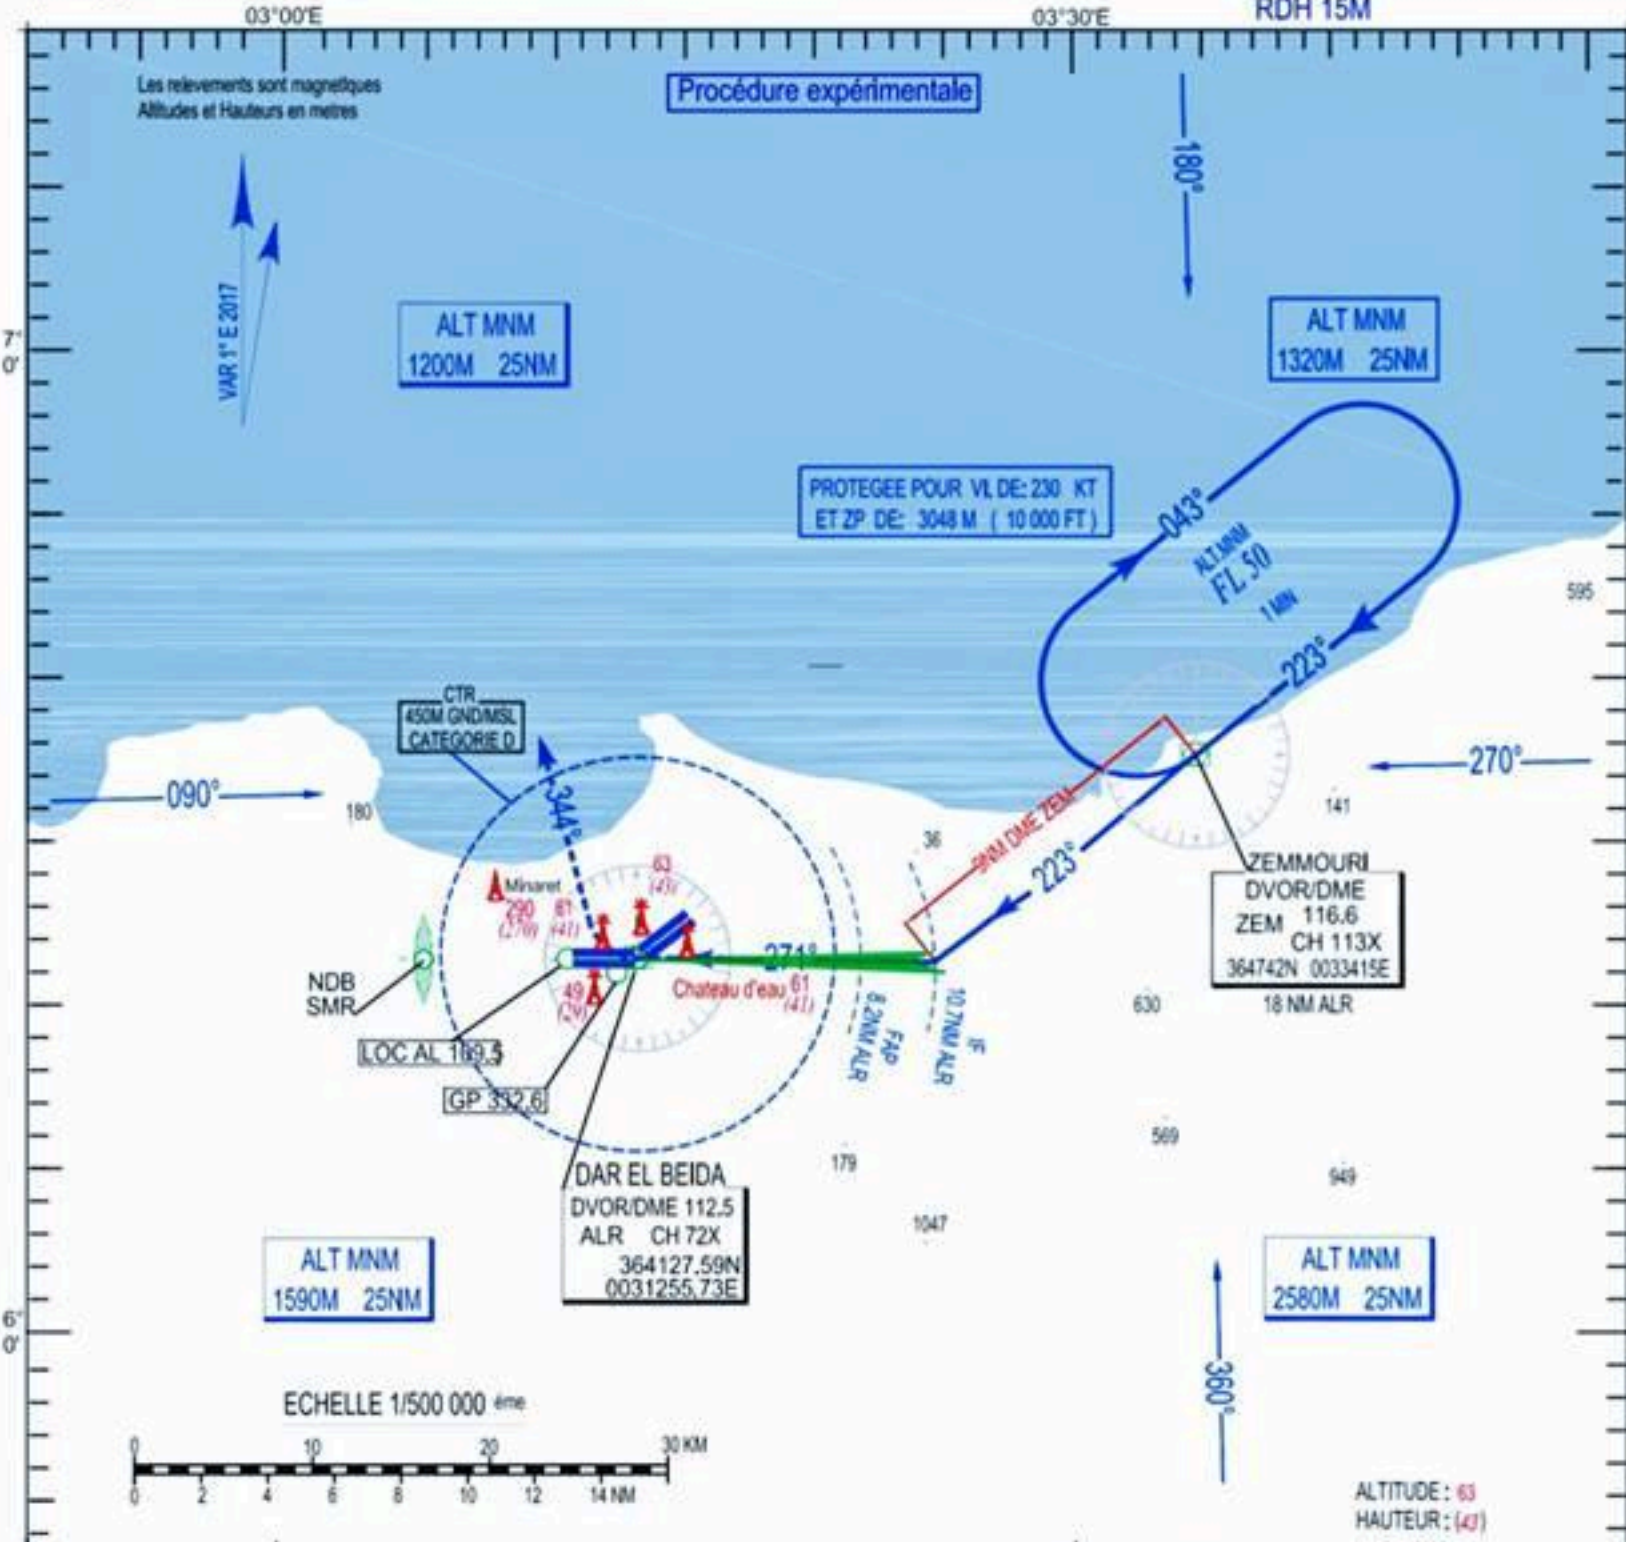 03°00'E
03°30'E
RDH 15M
Les relevements sont magnetiques
Altitudes et Hauteurs en metres
Procédure expérimentale
180°
VAR 1° E 2017
7°
0'
ALT MNM
1200M 25NM
ALT MNM
1320M 25NM
PROTEGEE POUR VI. DE: 230 KT
ET ZP DE: 3048 M ( 10 000 FT )
043°
ALT.MNM
FL 50
1 MIN
223°
595
CTR
450M GND/MSL
CATEGORIE D
090°
180
344°
270°
141
9NM DME ZEM
36
223°
ZEMMOURI
DVOR/DME
ZEM 116.6
CH 113X
364742N 0033415E
18 NM ALR
Minaret
290
(270)
61
(41)
63
(43)
271°
NDB
SMR
49
(29)
Chateau d'eau
61
(41)
8.2NM ALR
FAP
10.7NM ALR
IF
630
LOC AL 109.5
GP 332.6
569
179
949
1047
DAR EL BEIDA
DVOR/DME 112.5
ALR CH 72X
364127.59N
0031255.73E
ALT MNM
1590M 25NM
ALT MNM
2580M 25NM
6°
0'
360°
ECHELLE 1/500 000 éme
0 10 20 30 KM
0 2 4 6 8 10 12 14 NM
ALTITUDE : 63
HAUTEUR : (43)